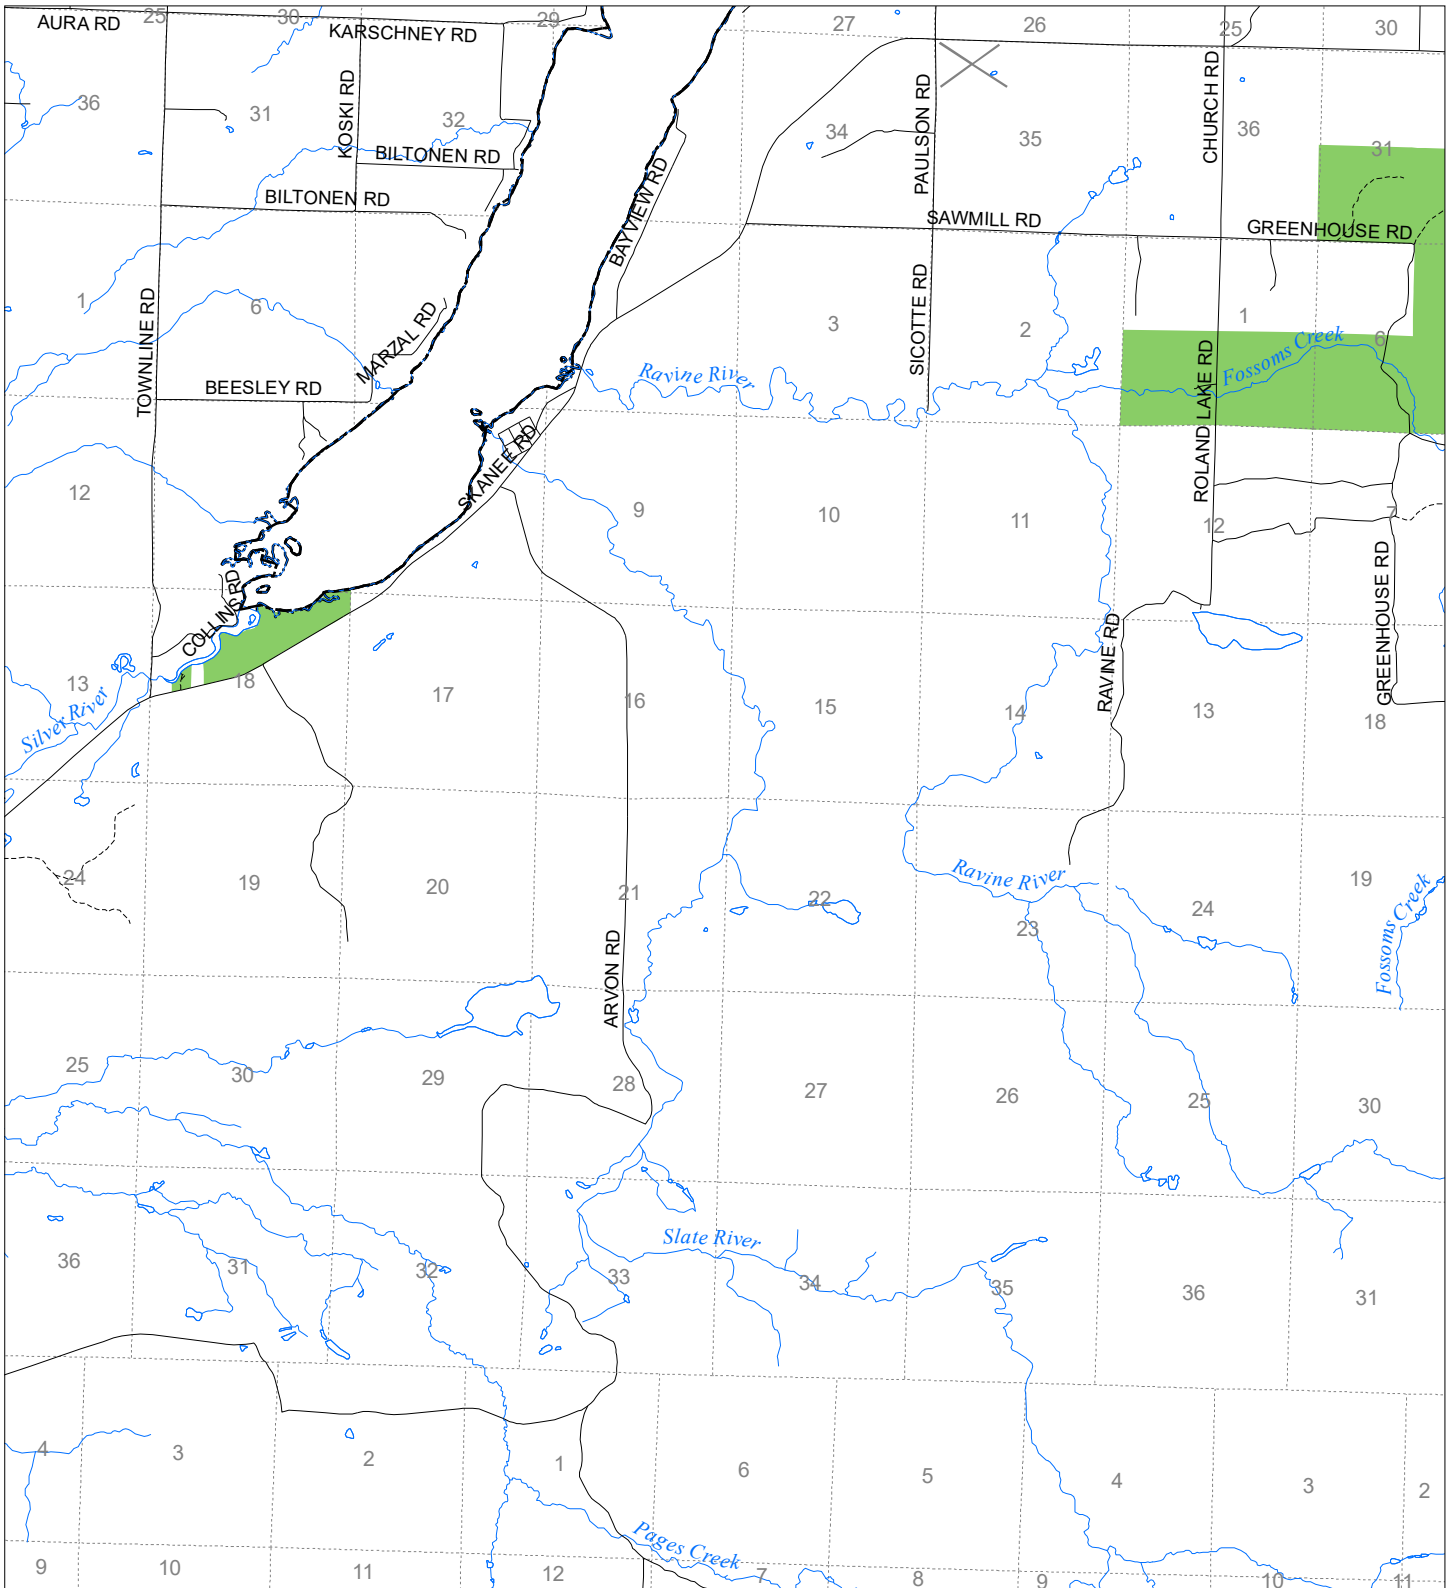 25
30
29
27
26
25
30
AURA RD
KARSCHNEY RD
KOSKI RD
PAULSON RD
CHURCH RD
36
31
32
34
35
36
31
BILTONEN RD
BILTONEN RD
BAYVIEW RD
SAWMILL RD
GREENHOUSE RD
TOWNLINE RD
SICOTTE RD
1
6
3
2
1
6
MARZAL RD
BEESLEY RD
Ravine River
Fossoms Creek
ROLAND LAKE RD
SKANEE RD
12
9
10
11
12
7
COLLINS RD
GREENHOUSE RD
RAVINE RD
13
18
17
16
15
14
13
18
Silver River
24
19
20
21
22
Ravine River
23
24
19
Fossoms Creek
ARVON RD
25
30
29
28
27
26
25
30
Slate River
36
31
32
33
34
35
36
31
4
3
2
1
6
5
4
3
2
Pages Creek
9
10
11
12
7
8
9
10
11